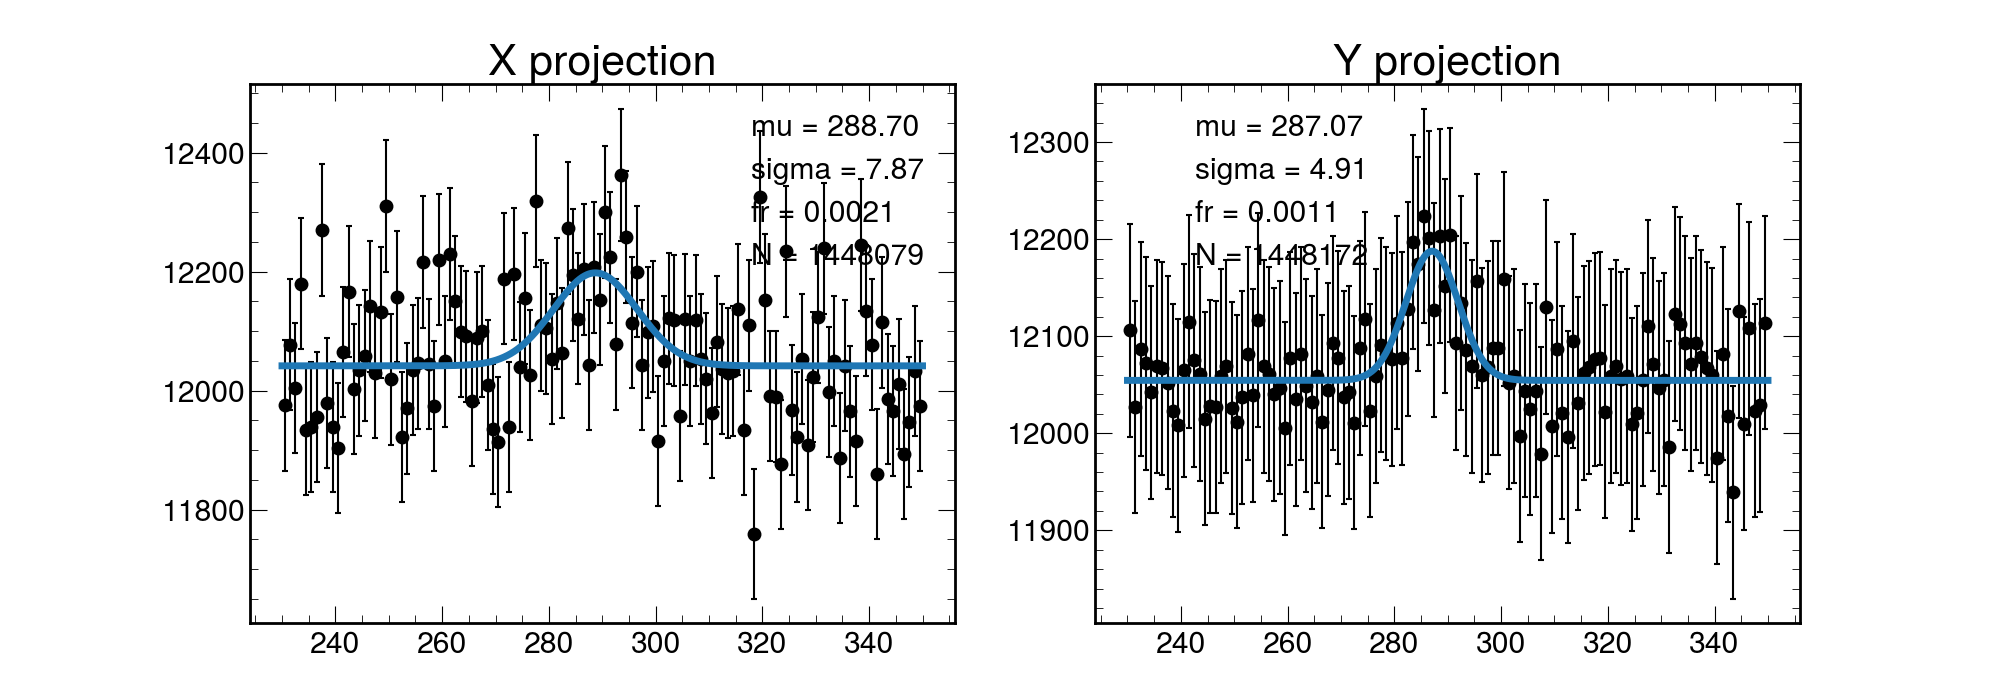 X projection
mu = 288.70
sigma = 7.87
fr = 0.0021
N = 1448079
12400
12200
12000
11800
240 260 280 300 320 340
Y projection
mu = 287.07
sigma = 4.91
fr = 0.0011
N = 1448172
12300
12200
12100
12000
11900
240 260 280 300 320 340